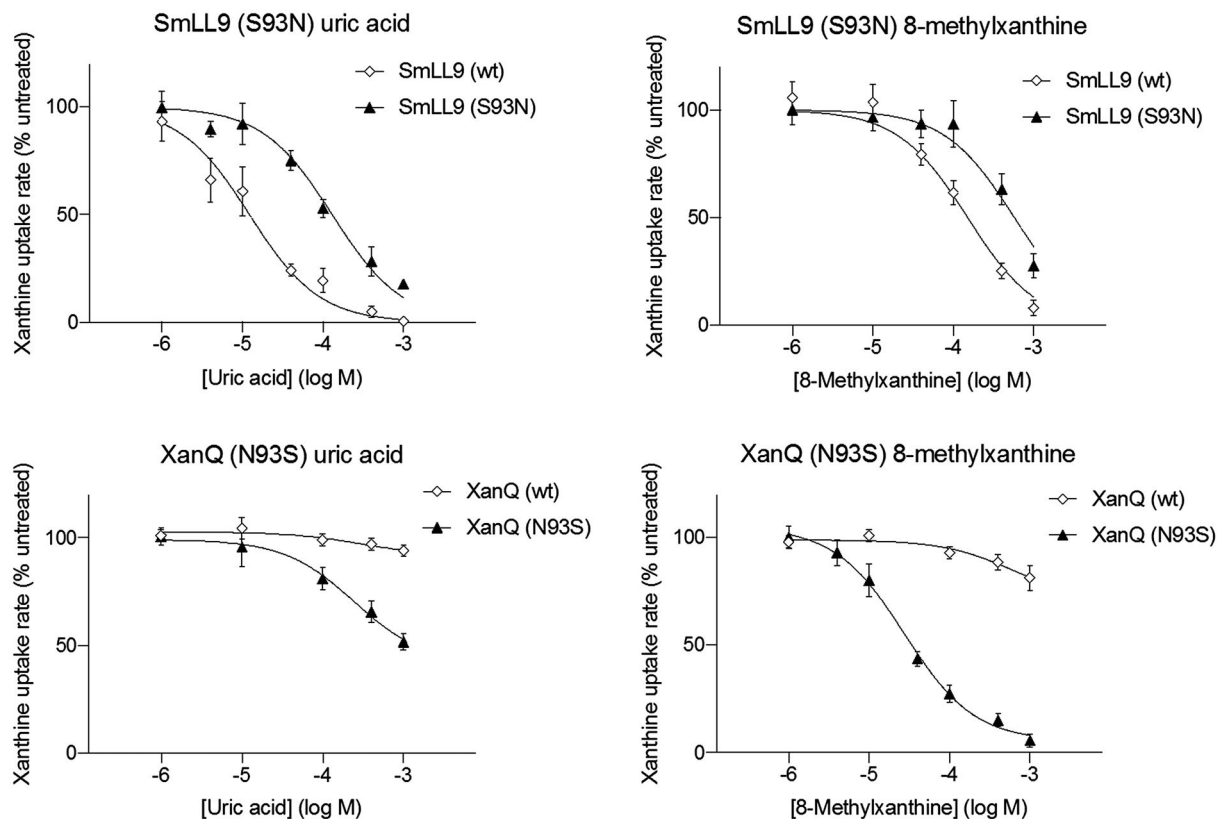 SmLL9 (S93N) uric acid
SmLL9 (wt)
SmLL9 (S93N)
Xanthine uptake rate (% untreated)
100
50
0
-6 -5 -4 -3
[Uric acid] (log M)
SmLL9 (S93N) 8-methylxanthine
SmLL9 (wt)
SmLL9 (S93N)
Xanthine uptake rate (% untreated)
100
50
0
-6 -5 -4 -3
[8-Methylxanthine] (log M)
XanQ (N93S) uric acid
XanQ (wt)
XanQ (N93S)
Xanthine uptake rate (% untreated)
100
50
0
-6 -5 -4 -3
[Uric acid] (log M)
XanQ (N93S) 8-methylxanthine
XanQ (wt)
XanQ (N93S)
Xanthine uptake rate (% untreated)
100
50
0
-6 -5 -4 -3
[8-Methylxanthine] (log M)